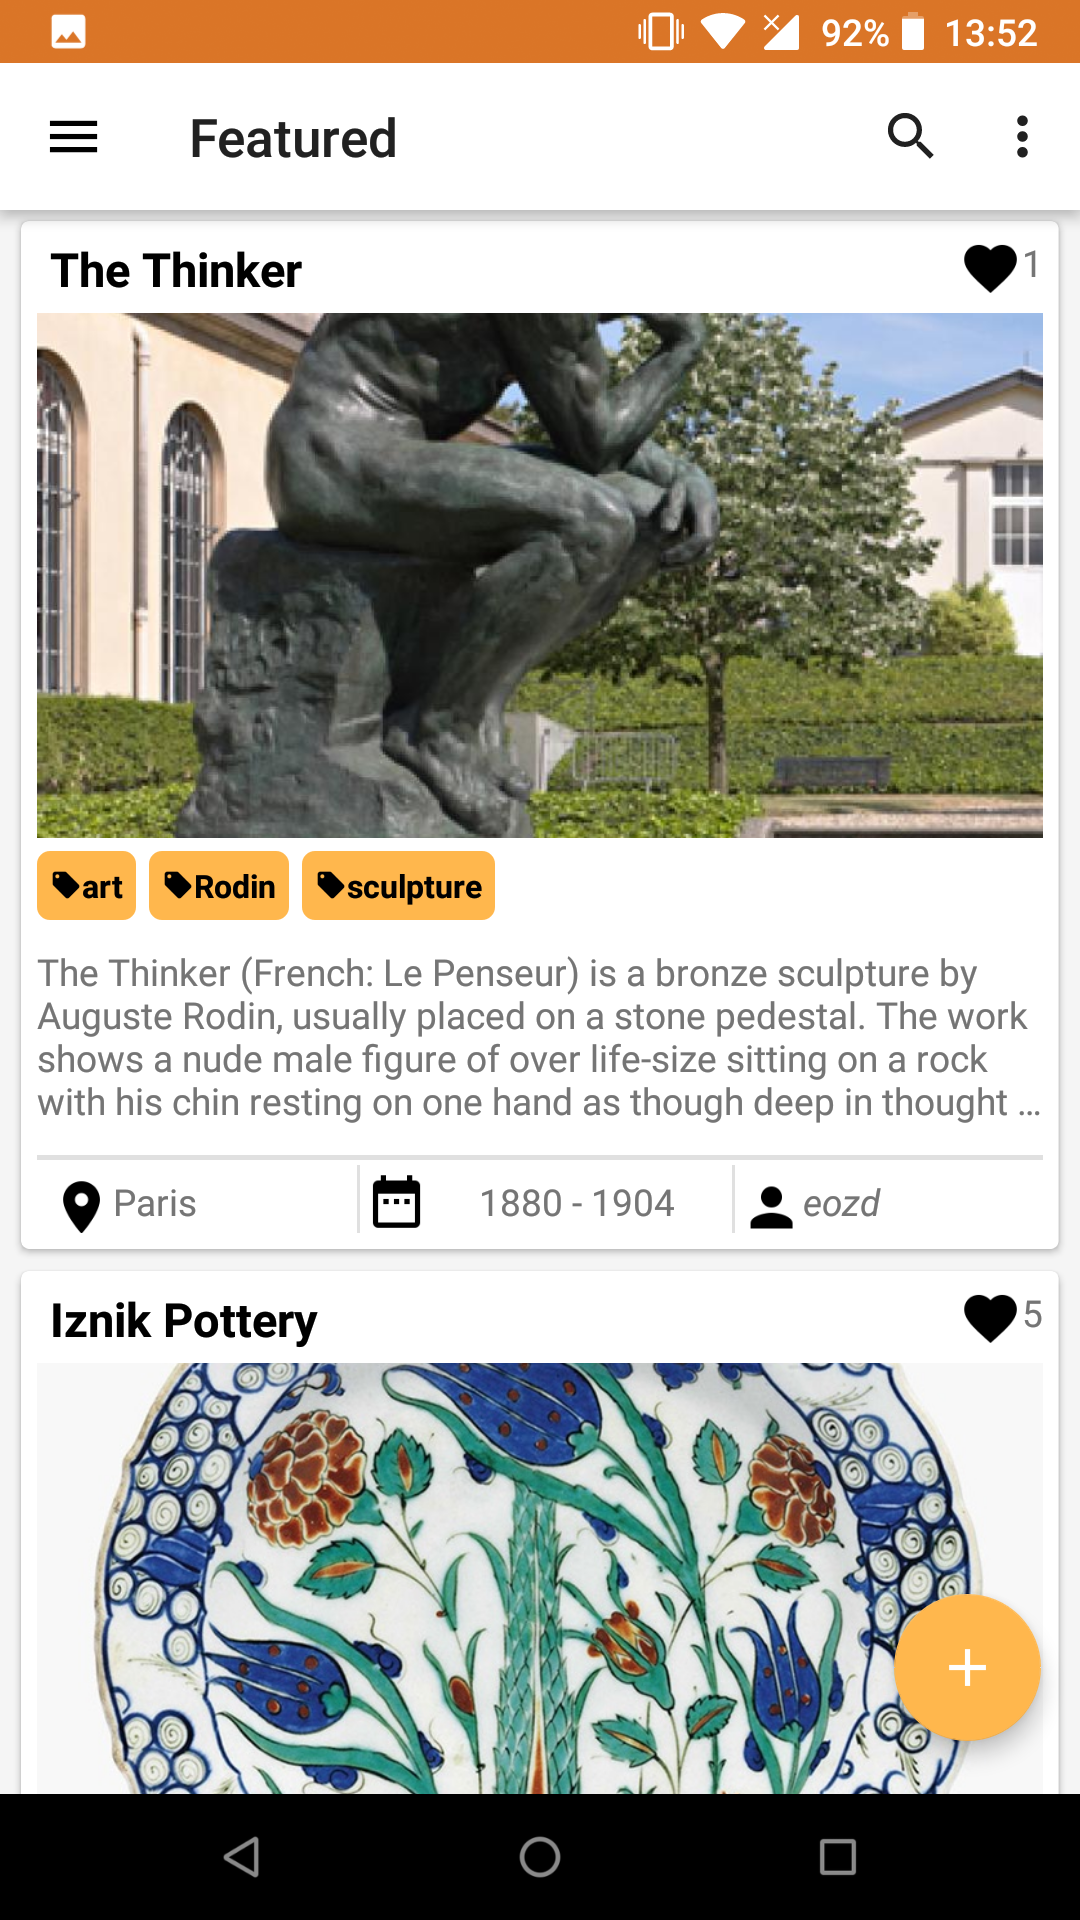 92% 13:52
Featured
The Thinker 1
art Rodin sculpture
The Thinker (French: Le Penseur) is a bronze sculpture by
Auguste Rodin, usually placed on a stone pedestal. The work
shows a nude male figure of over life-size sitting on a rock
with his chin resting on one hand as though deep in thought ...
Paris 1880 - 1904 eozd
Iznik Pottery 5